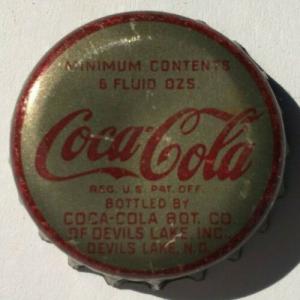 MINIMUM CONTENTS
6 FLUID OZS.
Coca-Cola
REG. U.S. PAT. OFF.
BOTTLED BY
COCA-COLA BOT. CO.
OF DEVILS LAKE, INC.
DEVILS LAKE, N.D.